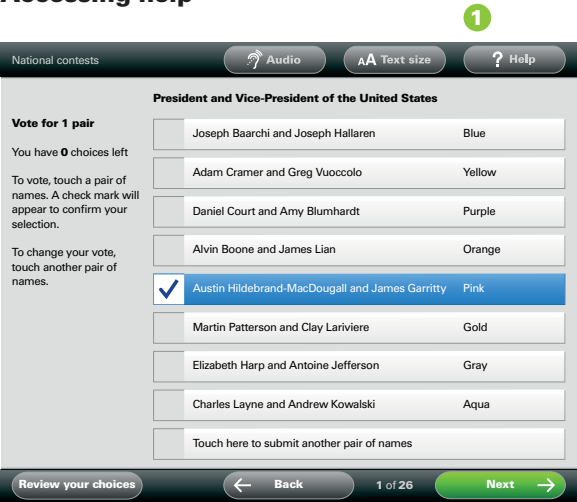 Accessing help
1
National contests
Audio
AA Text size
? Help
President and Vice-President of the United States
Vote for 1 pair
You have 0 choices left
To vote, touch a pair of
names. A check mark will
appear to confirm your
selection.
To change your vote,
touch another pair of
names.
Joseph Baarchi and Joseph Hallaren Blue
Adam Cramer and Greg Vuoccolo Yellow
Daniel Court and Amy Blumhardt Purple
Alvin Boone and James Lian Orange
Austin Hildebrand-MacDougall and James Garritty Pink
Martin Patterson and Clay Lariviere Gold
Elizabeth Harp and Antoine Jefferson Gray
Charles Layne and Andrew Kowalski Aqua
Touch here to submit another pair of names
Review your choices
← Back
1 of 26
Next →